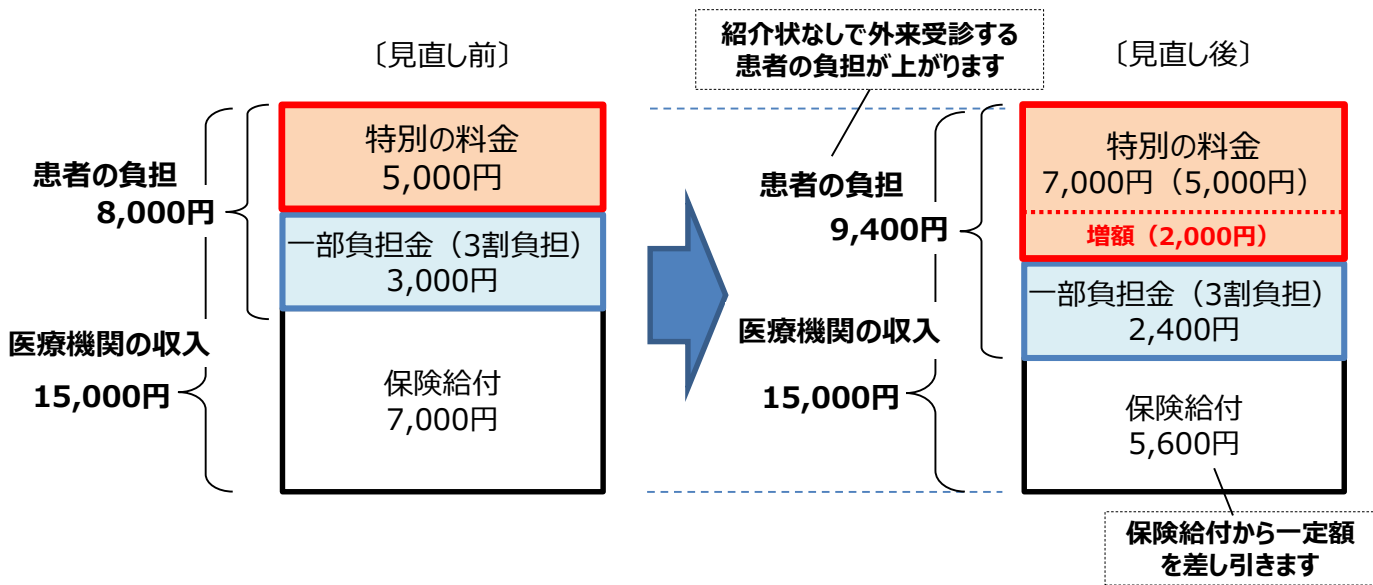 〔見直し前〕
特別の料金
5,000円
患者の負担
8,000円
一部負担金（3割負担）
3,000円
医療機関の収入
15,000円
保険給付
7,000円
紹介状なしで外来受診する
患者の負担が上がります
〔見直し後〕
特別の料金
7,000円（5,000円）
増額（2,000円）
患者の負担
9,400円
一部負担金（3割負担）
2,400円
医療機関の収入
15,000円
保険給付
5,600円
保険給付から一定額
を差し引きます